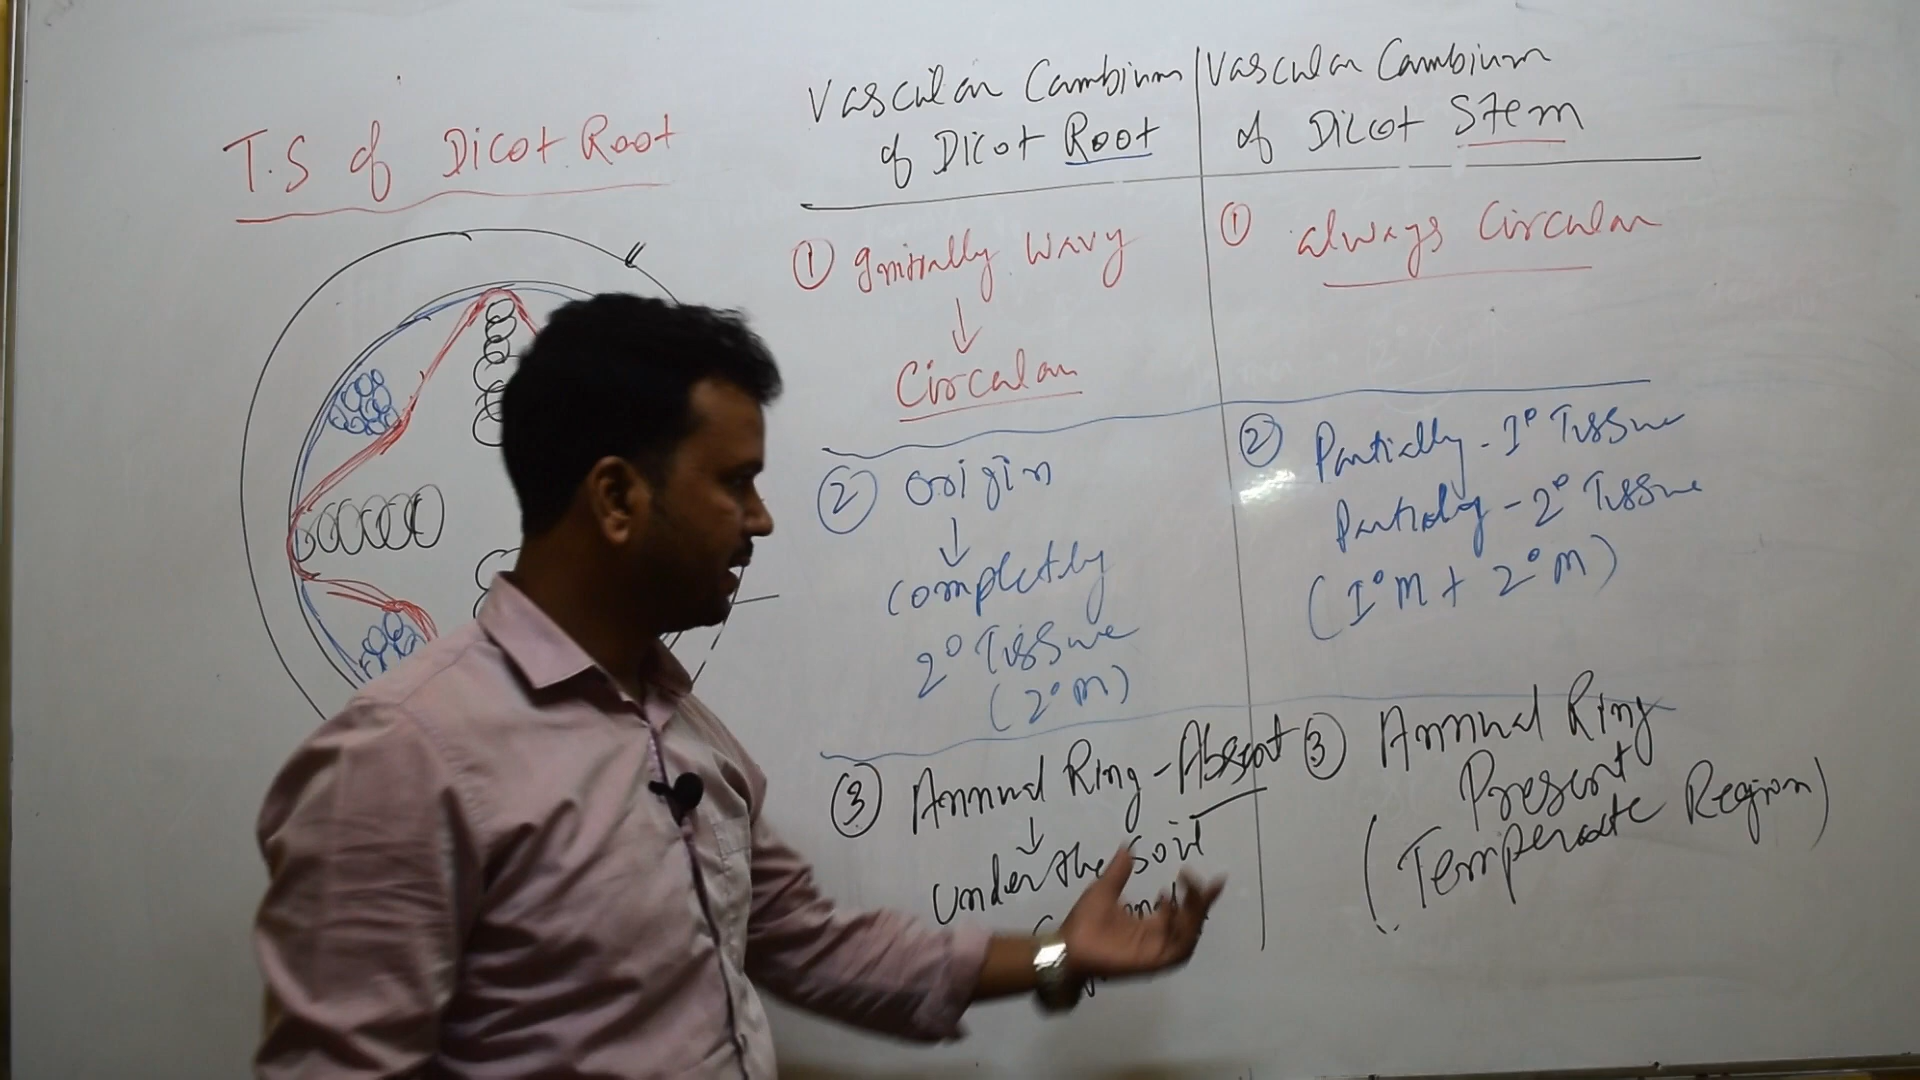 T.S of Dicot Root
Vascular Cambium
of Dicot Root
① Initially Wavy
↓
Circular
② Origin
↓
Completly
2° Tissue
(2° M)
③ Annual Ring - Absent
↓
Under the soil
Vascular Cambium
of Dicot Stem
① always Circular
② Partially - 1° Tissue
Partially - 2° Tissue
(1° M + 2° M)
③ Annual Ring
Present
(Temperate Region)